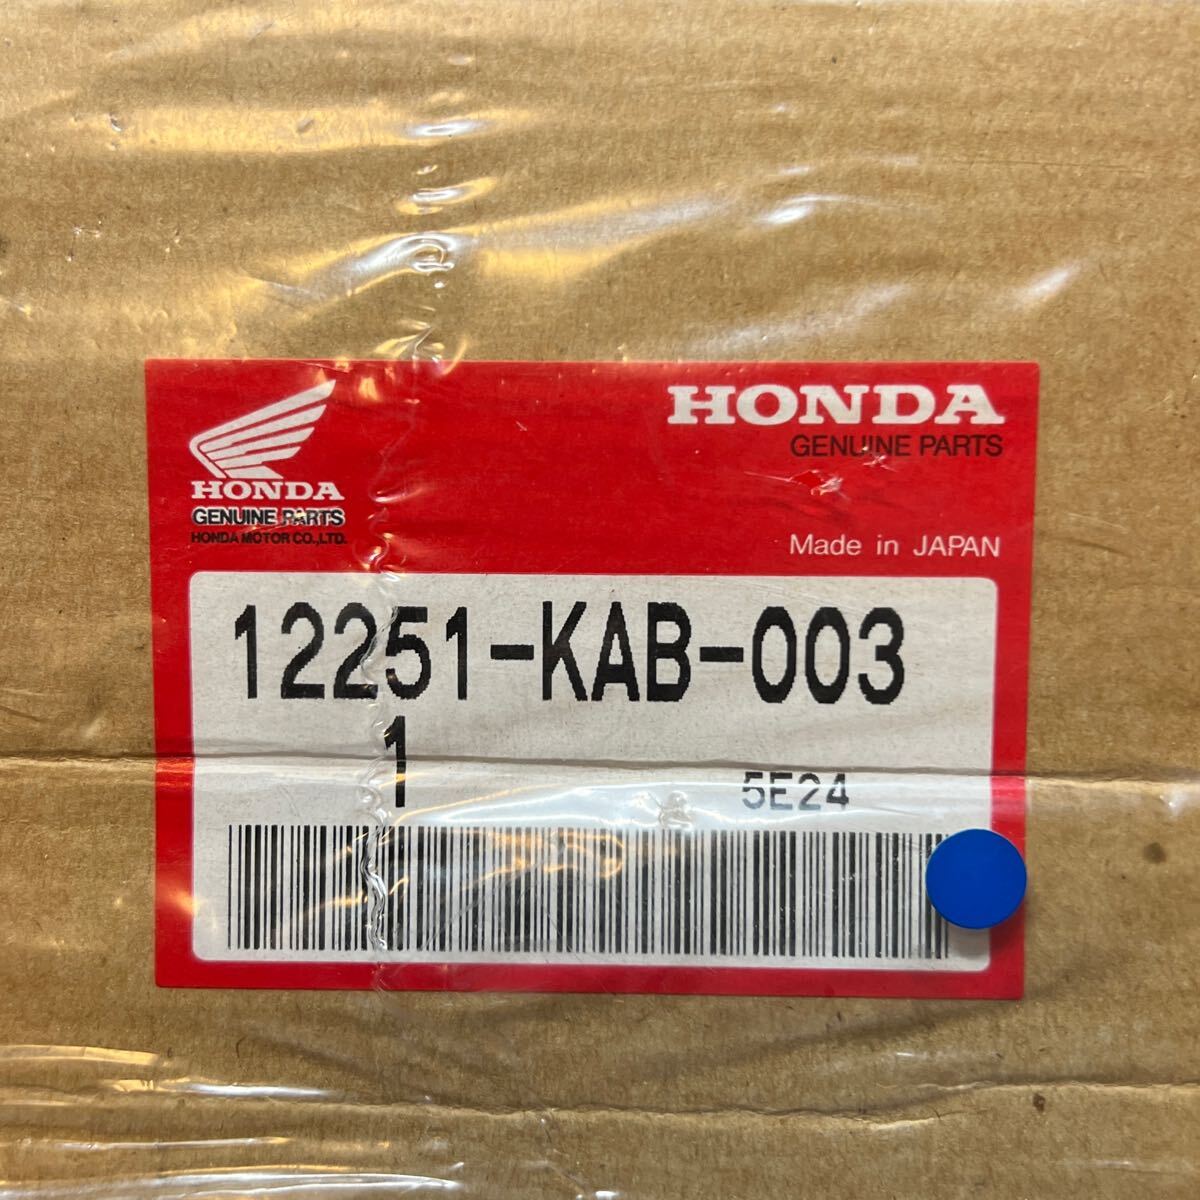 HONDA
GENUINE PARTS
HONDA MOTOR CO.,LTD.
HONDA
GENUINE PARTS
Made in JAPAN
12251-KAB-003
1
5E24